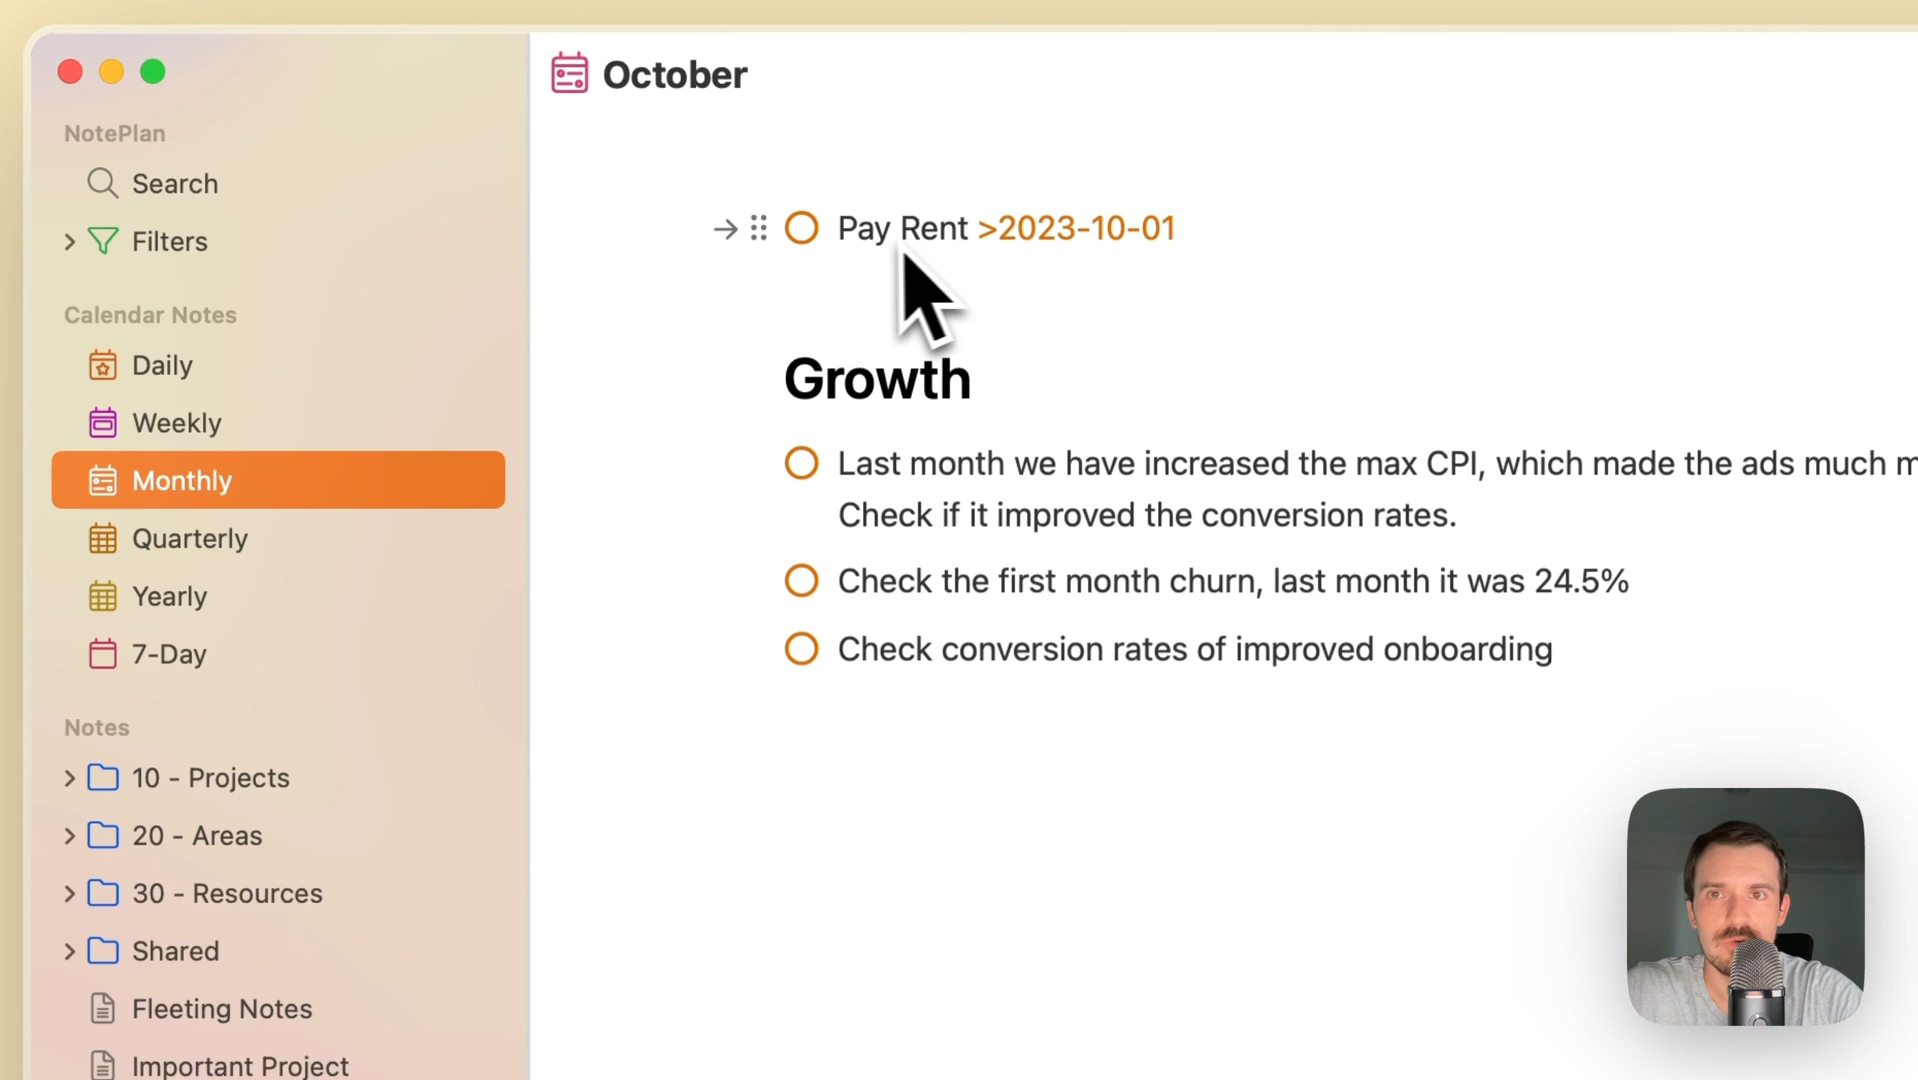 NotePlan
Search
Filters
Calendar Notes
Daily
Weekly
Monthly
Quarterly
Yearly
7-Day
Notes
10 - Projects
20 - Areas
30 - Resources
Shared
Fleeting Notes
Important Project
October
Pay Rent >2023-10-01
Growth
Last month we have increased the max CPI, which made the ads much
Check if it improved the conversion rates.
Check the first month churn, last month it was 24.5%
Check conversion rates of improved onboarding